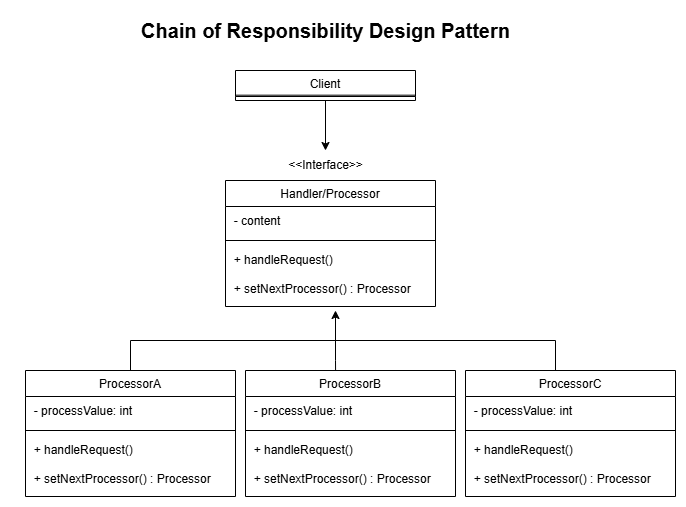 Chain of Responsibility Design Pattern
Client
<<Interface>>
Handler/Processor
- content
+ handleRequest()
+ setNextProcessor() : Processor
ProcessorA
- processValue: int
+ handleRequest()
+ setNextProcessor() : Processor
ProcessorB
- processValue: int
+ handleRequest()
+ setNextProcessor() : Processor
ProcessorC
- processValue: int
+ handleRequest()
+ setNextProcessor() : Processor